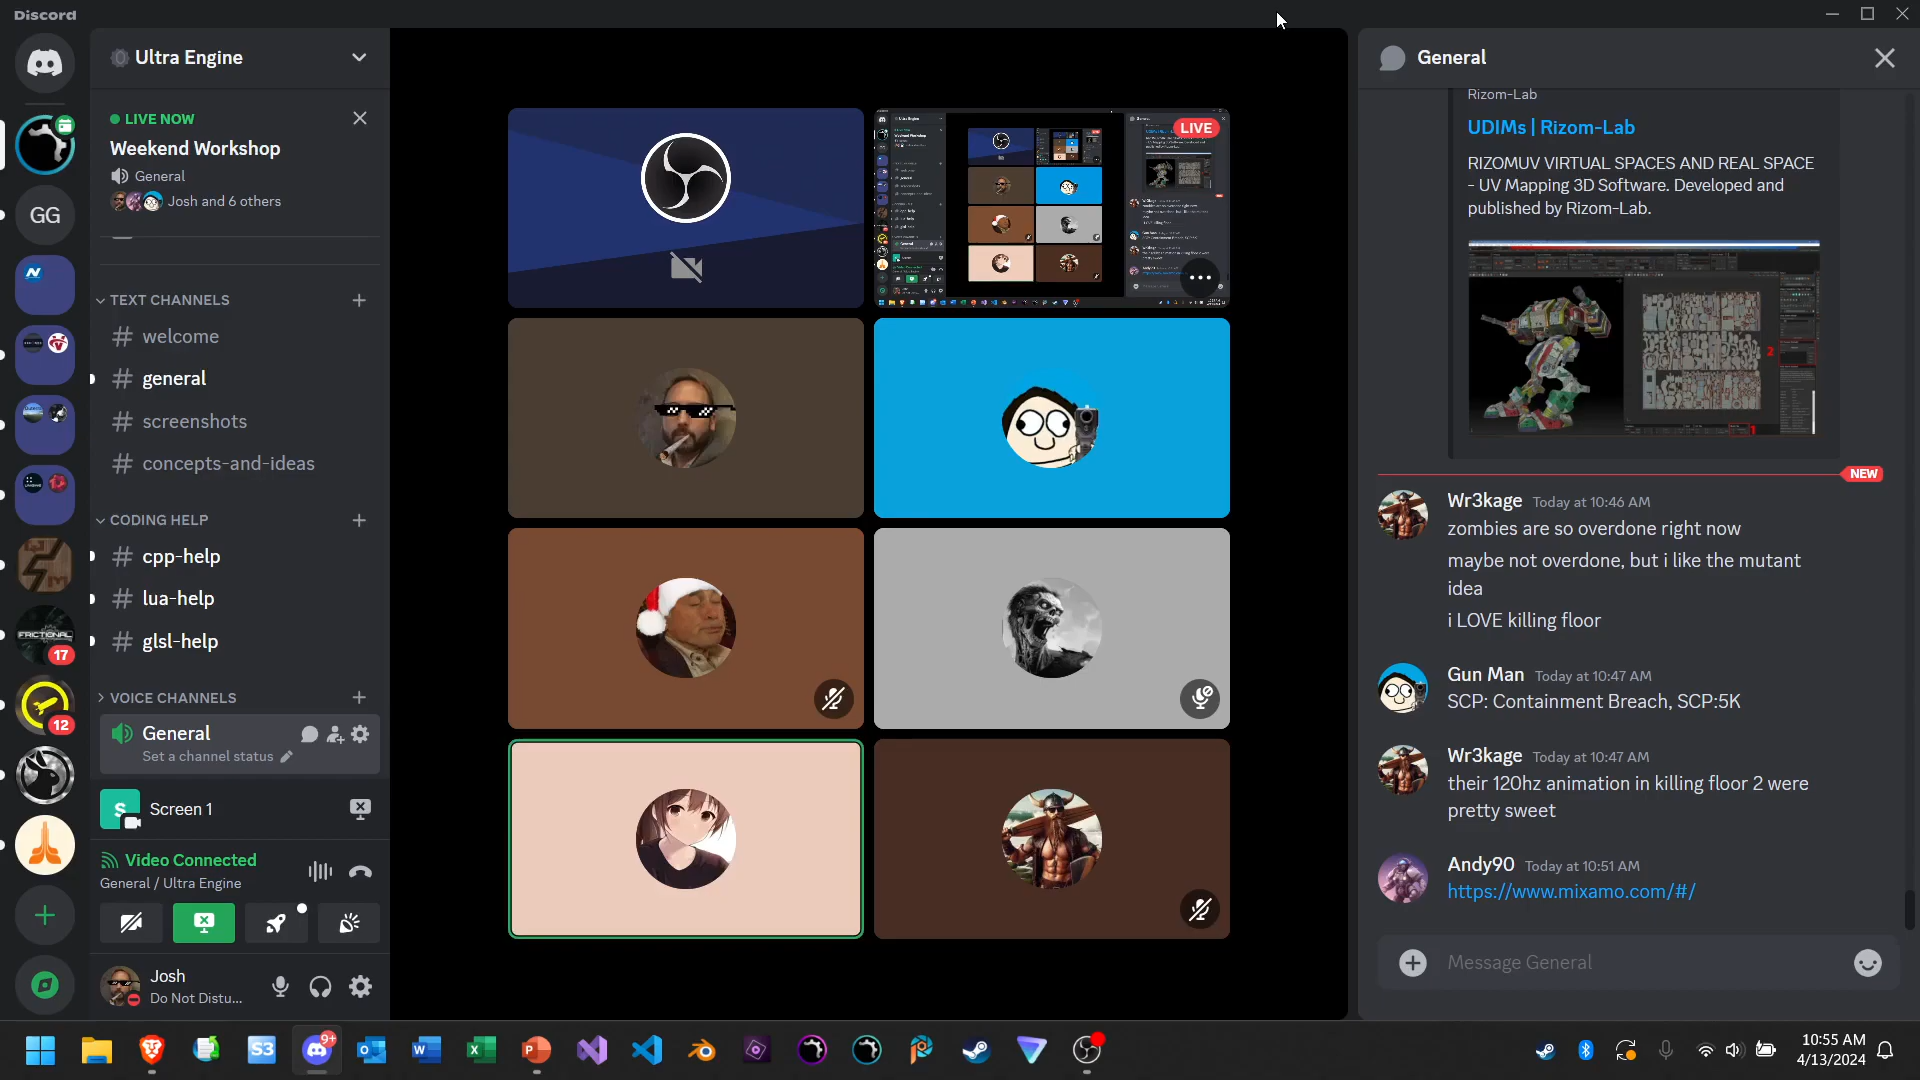 Discord
Ultra Engine
LIVE NOW
Weekend Workshop
General
Josh and 6 others
TEXT CHANNELS
welcome
general
screenshots
concepts-and-ideas
CODING HELP
cpp-help
lua-help
glsl-help
VOICE CHANNELS
General
Set a channel status
S
Screen 1
Video Connected
General / Ultra Engine
Josh
Do Not Distu...
GG
FRICTIONAL
17
12
LIVE
General
Rizom-Lab
UDIMs | Rizom-Lab
RIZOMUV VIRTUAL SPACES AND REAL SPACE
- UV Mapping 3D Software. Developed and
published by Rizom-Lab.
2
1
NEW
Wr3kage Today at 10:46 AM
zombies are so overdone right now
maybe not overdone, but i like the mutant
idea
i LOVE killing floor
Gun Man Today at 10:47 AM
SCP: Containment Breach, SCP:5K
Wr3kage Today at 10:47 AM
their 120hz animation in killing floor 2 were
pretty sweet
Andy90 Today at 10:51 AM
https://www.mixamo.com/#/
Message General
S3
9+
10:55 AM
4/13/2024